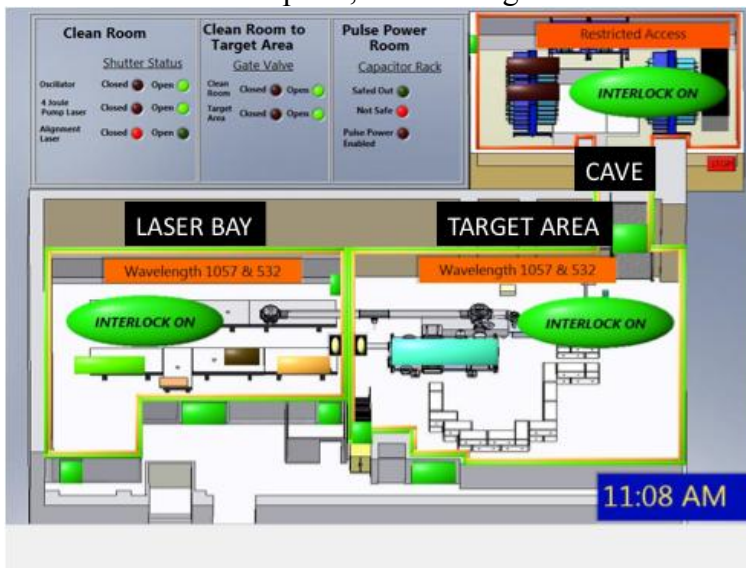 Clean Room
Shutter Status
Oscillator Closed Open
4 Joule
Pump Laser Closed Open
Alignment
Laser Closed Open
Clean Room to
Target Area
Gate Valve
Clean
Room Closed Open
Target
Area Closed Open
Pulse Power
Room
Capacitor Rack
Safed Out
Not Safe
Pulse Power
Enabled
Restricted Access
INTERLOCK ON
STOP
CAVE
LASER BAY
TARGET AREA
Wavelength 1057 & 532
Wavelength 1057 & 532
INTERLOCK ON
INTERLOCK ON
11:08 AM